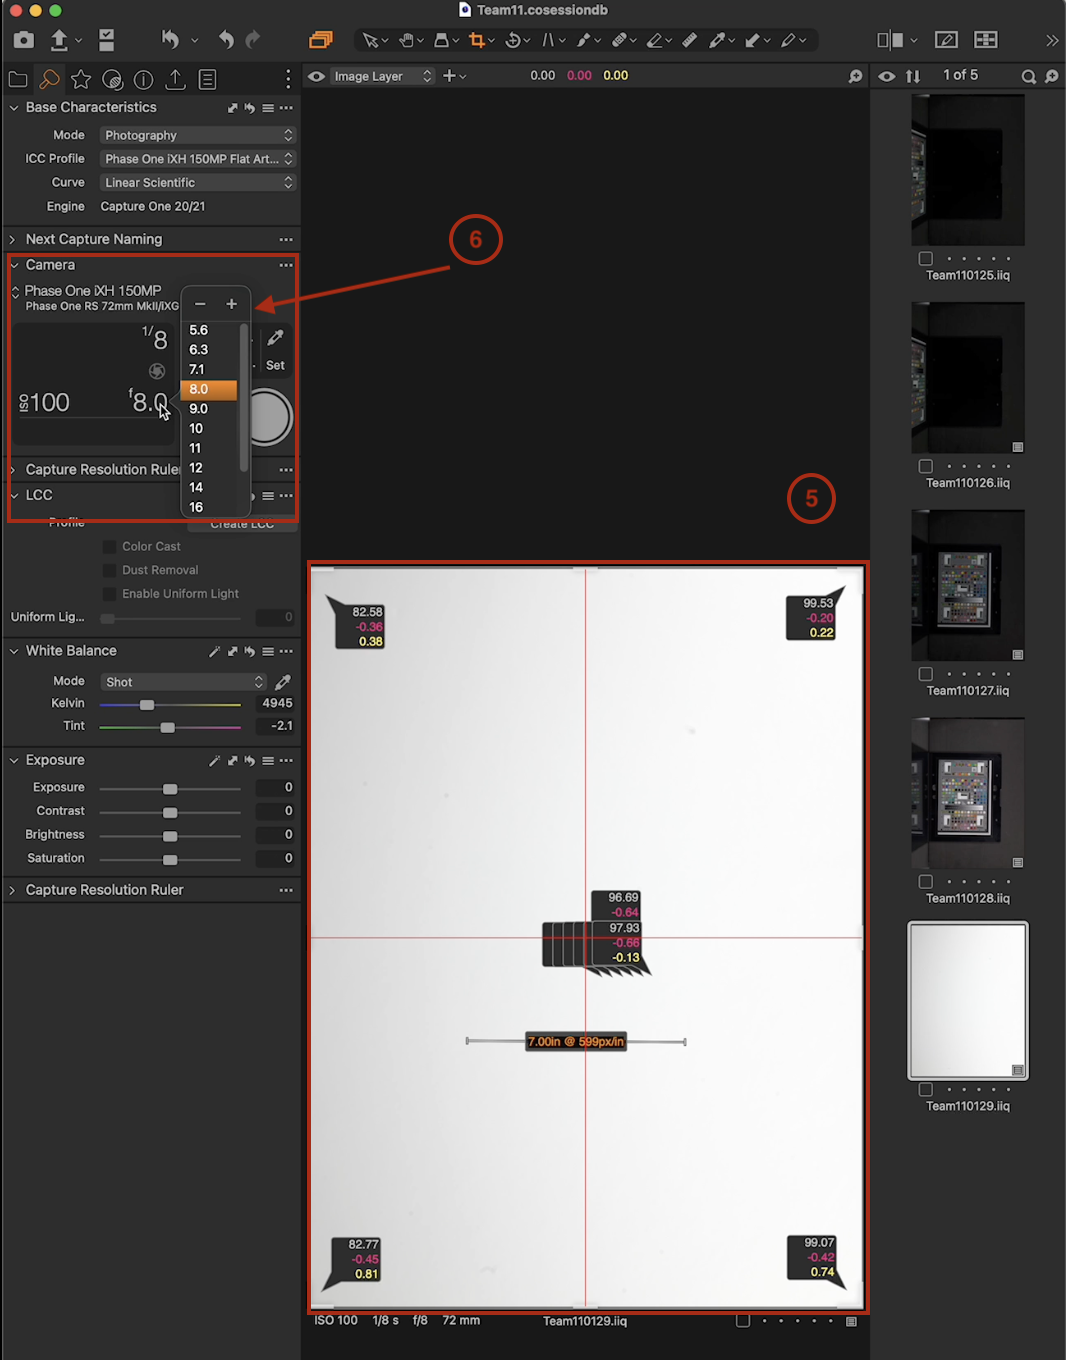 Team11.cosessiondb
Image Layer
0.00 0.00 0.00
1 of 5
Base Characteristics
Mode Photography
ICC Profile Phase One iXH 150MP Flat Art...
Curve Linear Scientific
Engine Capture One 20/21
Next Capture Naming
Camera
Phase One iXH 150MP
Phase One RS 72mm MkII/iXG
1/8
Set
ISO 100 f8.0
5.6
6.3
7.1
8.0
9.0
10
11
12
14
16
Capture Resolution Ruler
LCC
Profile Create LCC
Color Cast
Dust Removal
Enable Uniform Light
Uniform Lig... 0
White Balance
Mode Shot
Kelvin 4945
Tint -2.1
Exposure
Exposure 0
Contrast 0
Brightness 0
Saturation 0
Capture Resolution Ruler
6
5
82.58
-0.36
0.38
99.53
-0.20
0.22
96.69
-0.64
97.93
-0.66
-0.13
7.00in @ 599px/in
82.77
-0.45
0.81
99.07
-0.42
0.74
ISO 100 1/8 s f/8 72 mm Team110129.iiq
Team110125.iiq
Team110126.iiq
Team110127.iiq
Team110128.iiq
Team110129.iiq